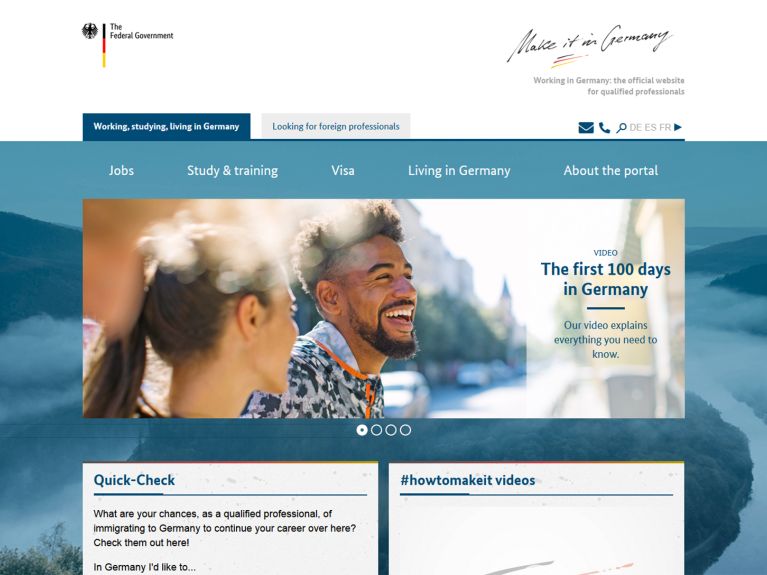 The
Federal Government
Make it in Germany
Working in Germany: the official website
for qualified professionals
Working, studying, living in Germany
Looking for foreign professionals
DE ES FR
Jobs
Study & training
Visa
Living in Germany
About the portal
VIDEO
The first 100 days
in Germany
Our video explains
everything you need to
know.
Quick-Check
What are your chances, as a qualified professional, of
immigrating to Germany to continue your career over here?
Check them out here!
In Germany I'd like to...
#howtomakeit videos